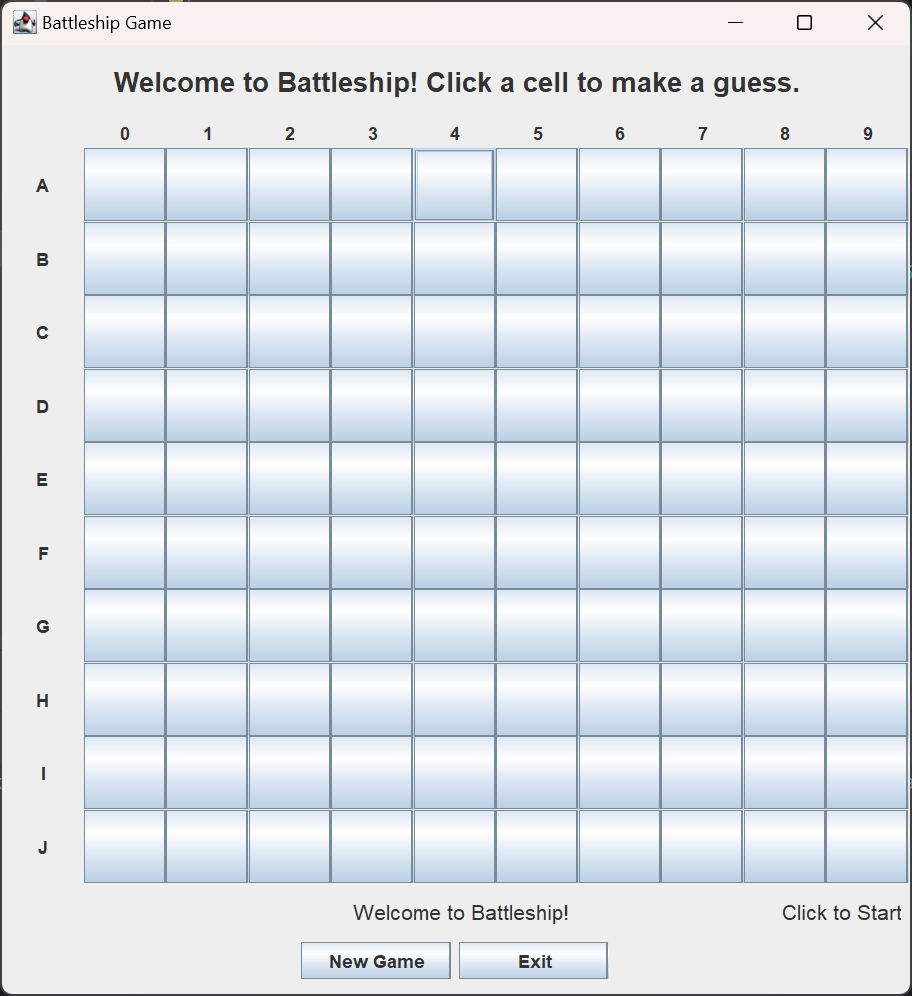 Battleship Game
Welcome to Battleship! Click a cell to make a guess.
0 1 2 3 4 5 6 7 8 9
A
B
C
D
E
F
G
H
I
J
Welcome to Battleship! Click to Start
New Game Exit